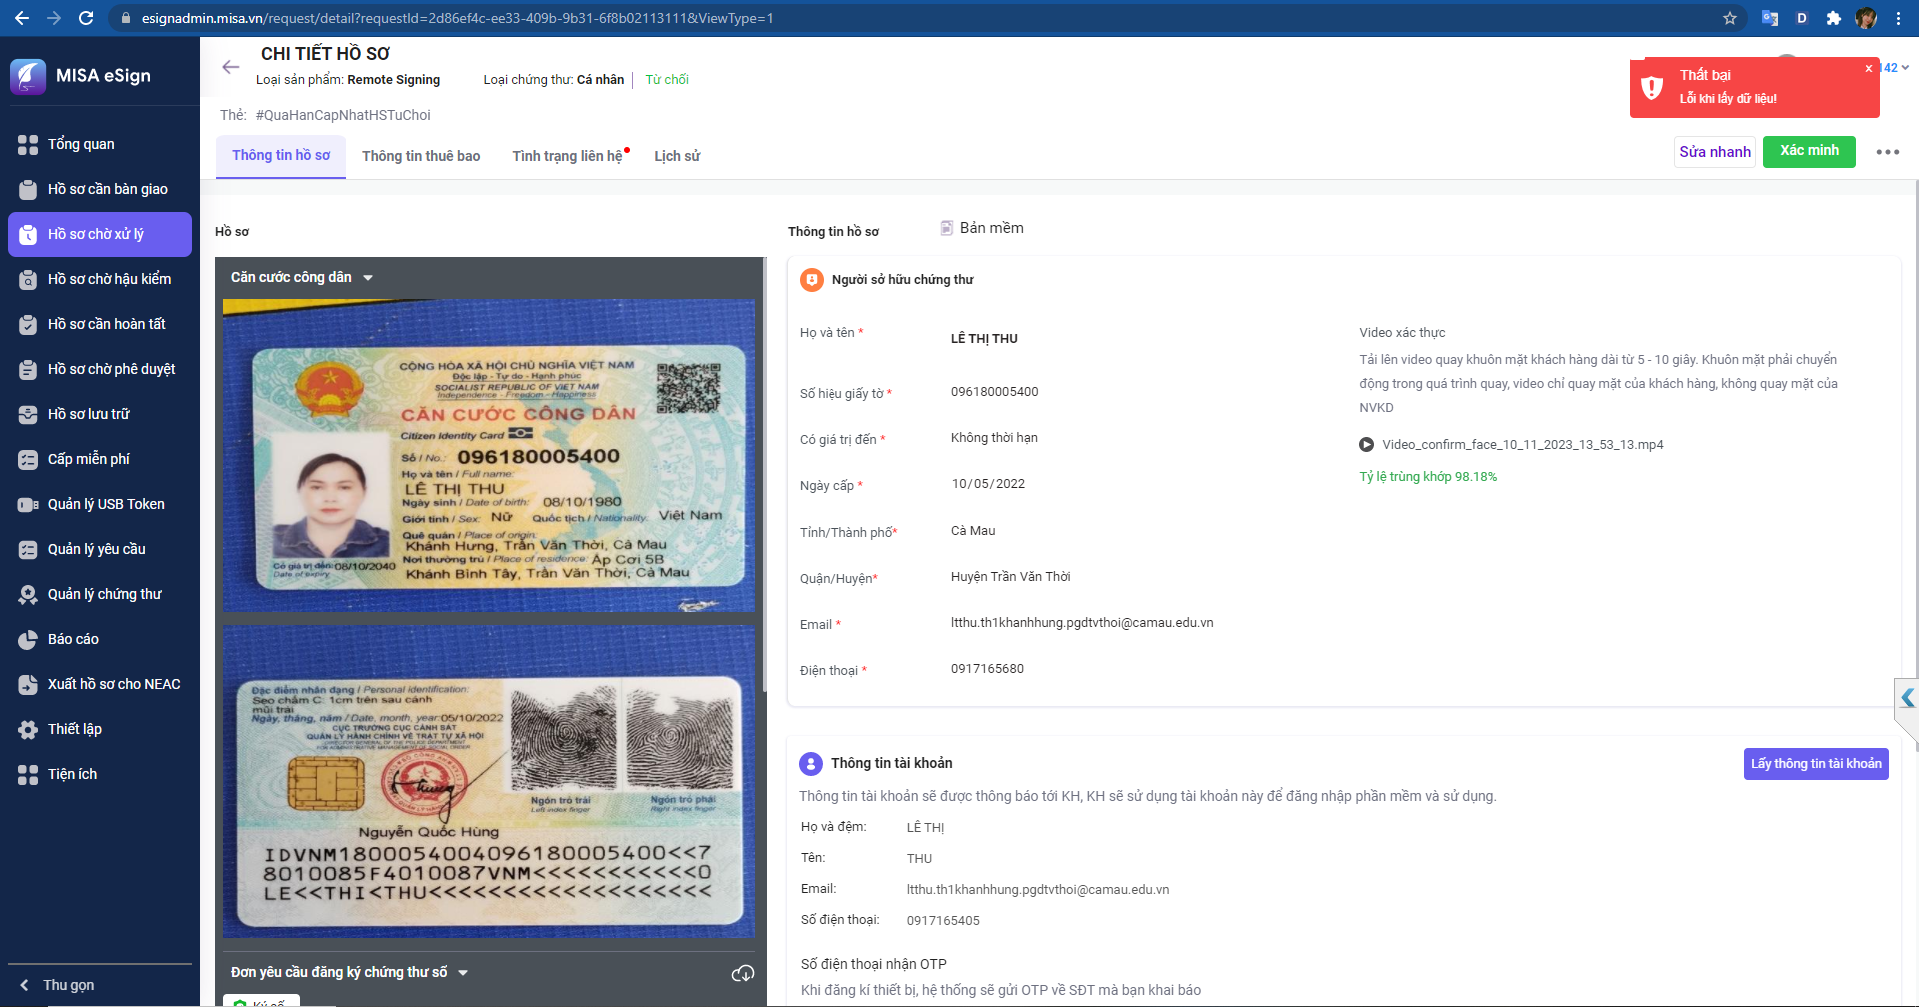 esignadmin.misa.vn/request/detail?requestId=2d86ef4c-ee33-409b-9b31-6f8b02113111&ViewType=1
MISA eSign
Tổng quan
Hồ sơ cần bàn giao
Hồ sơ chờ xử lý
Hồ sơ chờ hậu kiểm
Hồ sơ cần hoàn tất
Hồ sơ chờ phê duyệt
Hồ sơ lưu trữ
Cấp miễn phí
Quản lý USB Token
Quản lý yêu cầu
Quản lý chứng thư
Báo cáo
Xuất hồ sơ cho NEAC
Thiết lập
Tiện ích
Thu gọn
CHI TIẾT HỒ SƠ
Loại sản phẩm: Remote Signing Loại chứng thư: Cá nhân Từ chối
Thẻ: #QuaHanCapNhatHSTuChoi
Thất bại
Lỗi khi lấy dữ liệu!
x
142
Thông tin hồ sơ Thông tin thuê bao Tình trạng liên hệ Lịch sử
Sửa nhanh Xác minh
Hồ sơ
Căn cước công dân
CỘNG HÒA XÃ HỘI CHỦ NGHĨA VIỆT NAM
Độc lập - Tự do - Hạnh phúc
SOCIALIST REPUBLIC OF VIET NAM
Independence - Freedom - Happiness
CĂN CƯỚC CÔNG DÂN
Citizen Identity Card
Số / No.: 096180005400
Họ và tên / Full name:
LÊ THỊ THU
Ngày sinh / Date of birth: 08/10/1980
Giới tính / Sex: Nữ Quốc tịch / Nationality: Việt Nam
Quê quán / Place of origin:
Khánh Hưng, Trần Văn Thời, Cà Mau
Nơi thường trú / Place of residence: Ấp Cơi 5B
Khánh Bình Tây, Trần Văn Thời, Cà Mau
Có giá trị đến: 08/10/2040
Date of expiry
Đặc điểm nhân dạng / Personal identification:
Sẹo chấm C: 1cm trên sau cánh
mũi trái
Ngày, tháng, năm / Date, month, year: 05/10/2022
CỤC TRƯỞNG CỤC CẢNH SÁT
QUẢN LÝ HÀNH CHÍNH VỀ TRẬT TỰ XÃ HỘI
Ngón trỏ trái
Left index finger
Ngón trỏ phải
Right index finger
Nguyễn Quốc Hùng
IDVNM1800054004096180005400<<7
8010085F4010087VNM<<<<<<<<<<<0
LE<<THI<THU<<<<<<<<<<<<<<<<<<<
Đơn yêu cầu đăng ký chứng thư số
Ký số
Thông tin hồ sơ
Bản mềm
Người sở hữu chứng thư
Họ và tên * LÊ THỊ THU
Số hiệu giấy tờ * 096180005400
Có giá trị đến * Không thời hạn
Ngày cấp * 10/05/2022
Tỉnh/Thành phố* Cà Mau
Quận/Huyện* Huyện Trần Văn Thời
Email * ltthu.th1khanhhung.pgdtvthoi@camau.edu.vn
Điện thoại * 0917165680
Video xác thực
Tải lên video quay khuôn mặt khách hàng dài từ 5 - 10 giây. Khuôn mặt phải chuyển
động trong quá trình quay, video chỉ quay mặt của khách hàng, không quay mặt của
NVKD
Video_confirm_face_10_11_2023_13_53_13.mp4
Tỷ lệ trùng khớp 98.18%
Thông tin tài khoản
Lấy thông tin tài khoản
Thông tin tài khoản sẽ được thông báo tới KH, KH sẽ sử dụng tài khoản này để đăng nhập phần mềm và sử dụng.
Họ và đệm: LÊ THỊ
Tên: THU
Email: ltthu.th1khanhhung.pgdtvthoi@camau.edu.vn
Số điện thoại: 0917165405
Số điện thoại nhận OTP
Khi đăng kí thiết bị, hệ thống sẽ gửi OTP về SĐT mà bạn khai báo